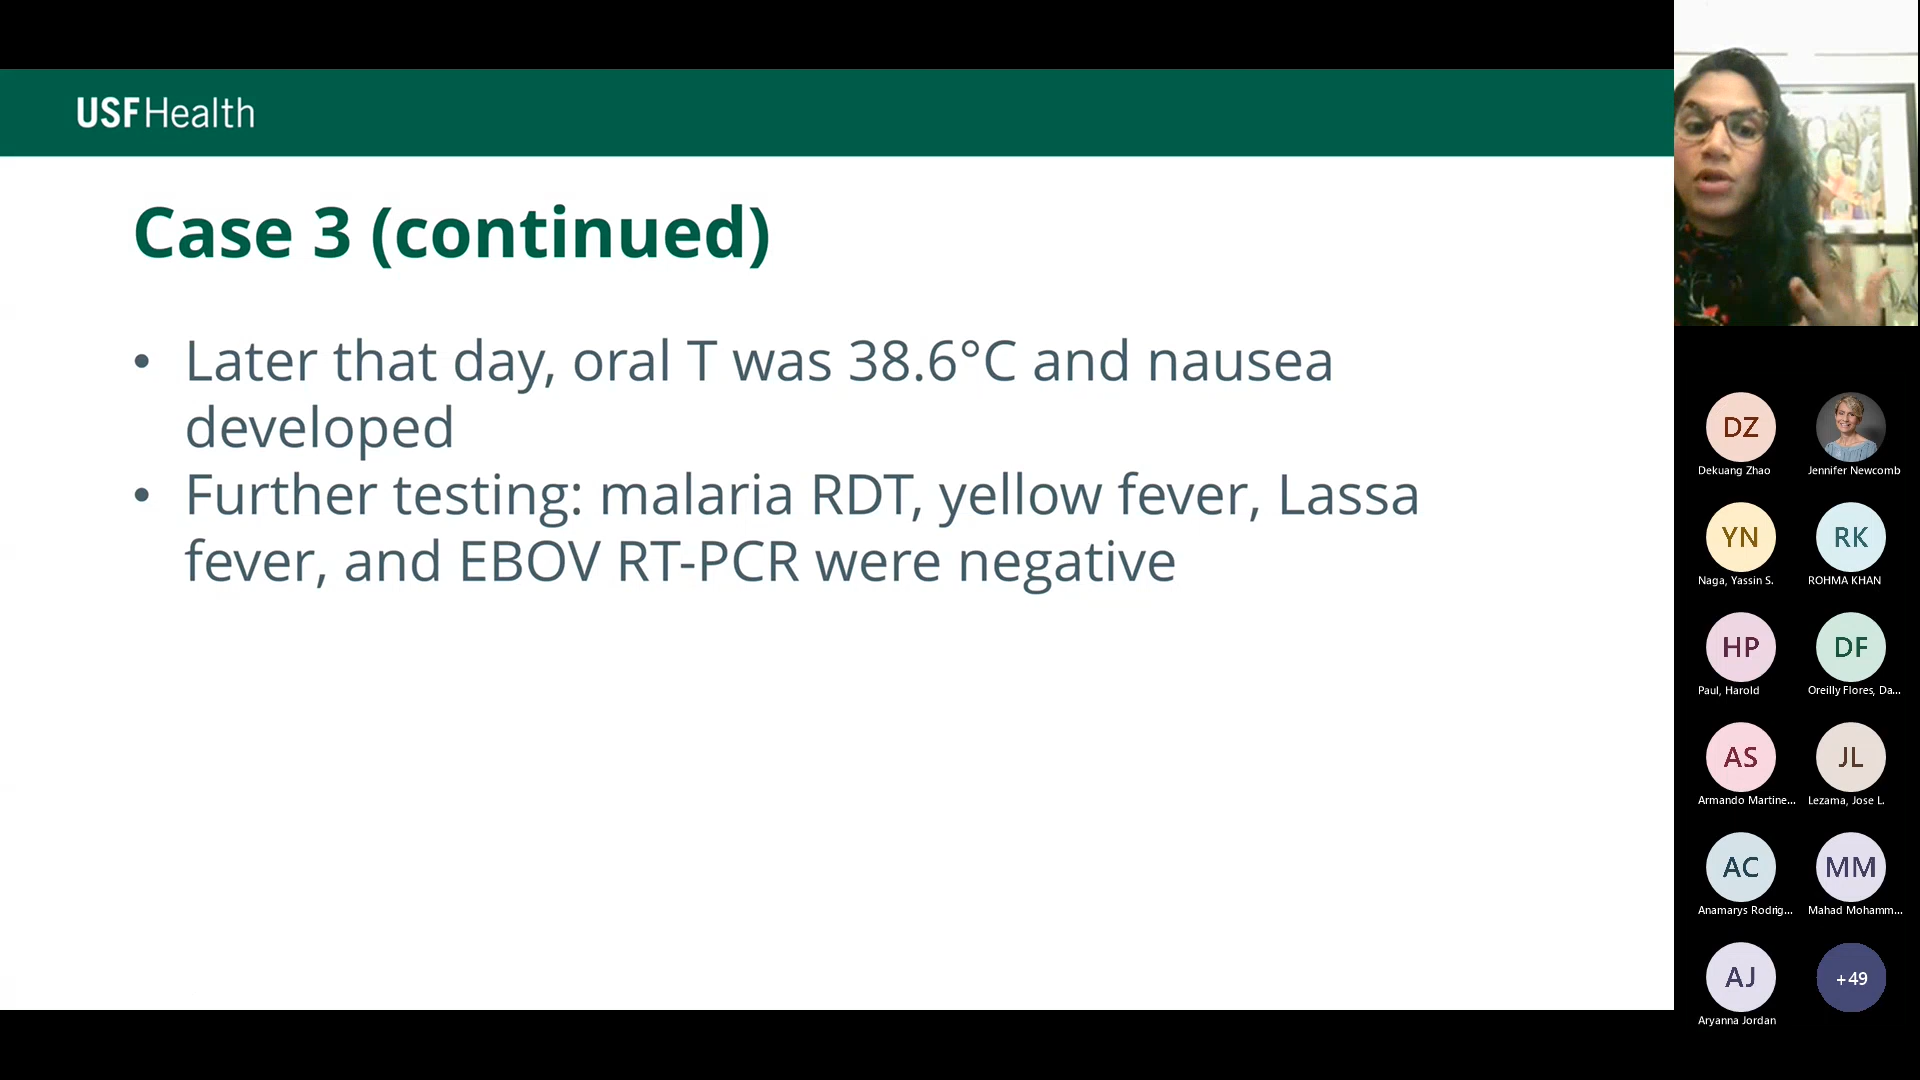 USFHealth
Case 3 (continued)
• Later that day, oral T was 38.6°C and nausea
developed
• Further testing: malaria RDT, yellow fever, Lassa
fever, and EBOV RT-PCR were negative
DZ
Dekuang Zhao
Jennifer Newcomb
YN
Naga, Yassin S.
RK
ROHMA KHAN
HP
Paul, Harold
DF
Oreilly Flores, Da...
AS
Armando Martine...
JL
Lezama, Jose L.
AC
Anamarys Rodrig...
MM
Mahad Mohamm...
AJ
Aryanna Jordan
+49